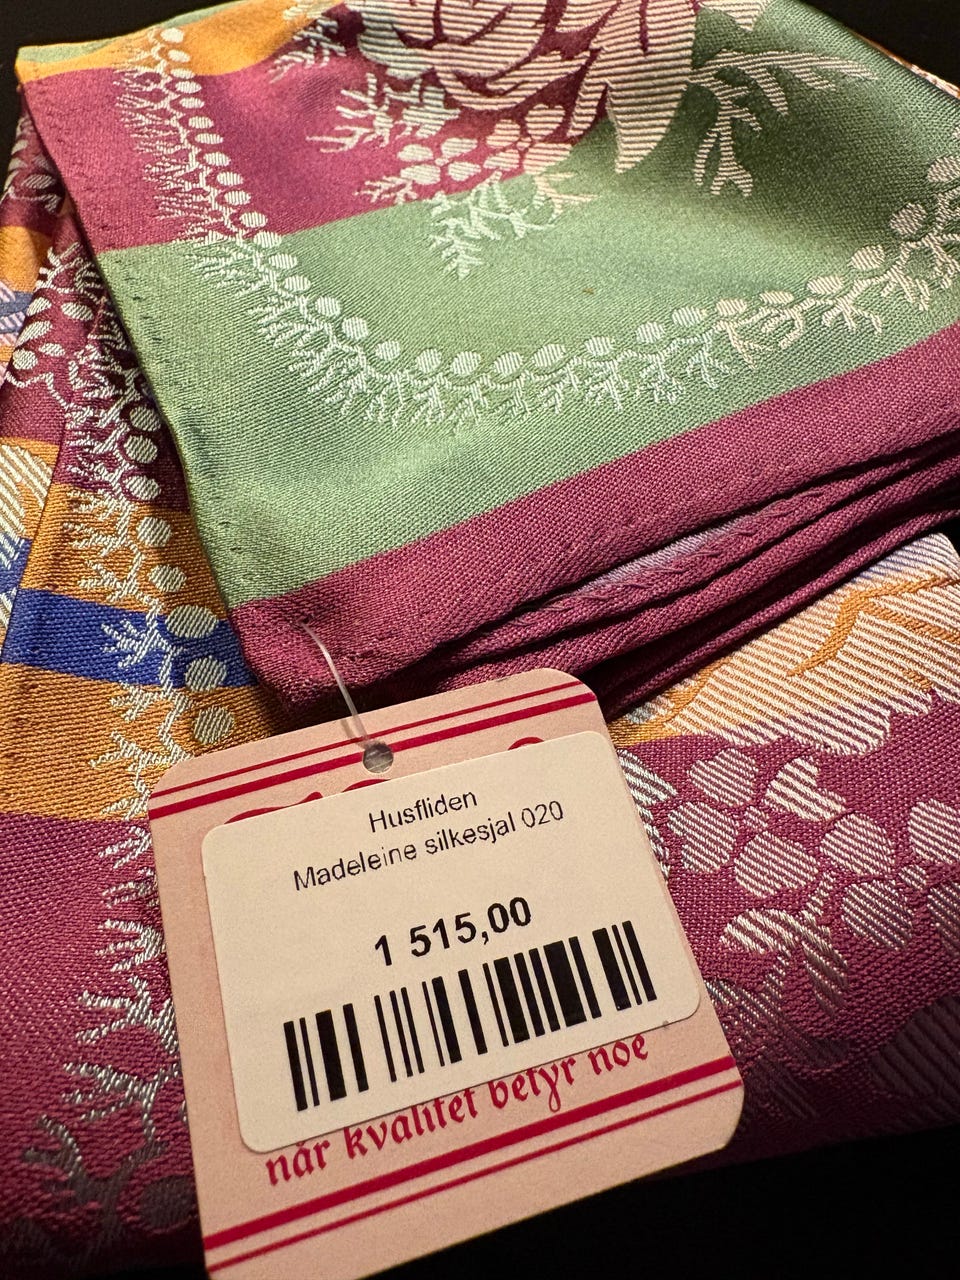 Husfliden
Madeleine silkesjal 020
1 515,00
når kvalitet betyr noe